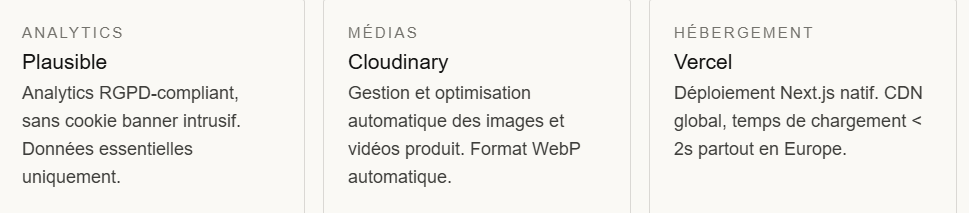 ANALYTICS
Plausible
Analytics RGPD-compliant,
sans cookie banner intrusif.
Données essentielles
uniquement.
MÉDIAS
Cloudinary
Gestion et optimisation
automatique des images et
vidéos produit. Format WebP
automatique.
HÉBERGEMENT
Vercel
Déploiement Next.js natif. CDN
global, temps de chargement <
2s partout en Europe.